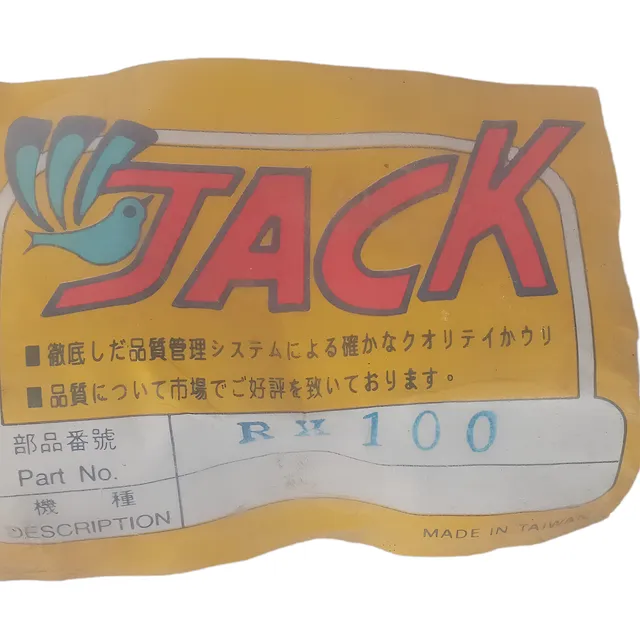 JACK
■ 徹底しだ品質管理システムによる確かなクオリテイかウリ
■ 品質について市場でご好評を致いております。
部品番號 RX 100
Part No.
機 種
DESCRIPTION
MADE IN TAIWAN